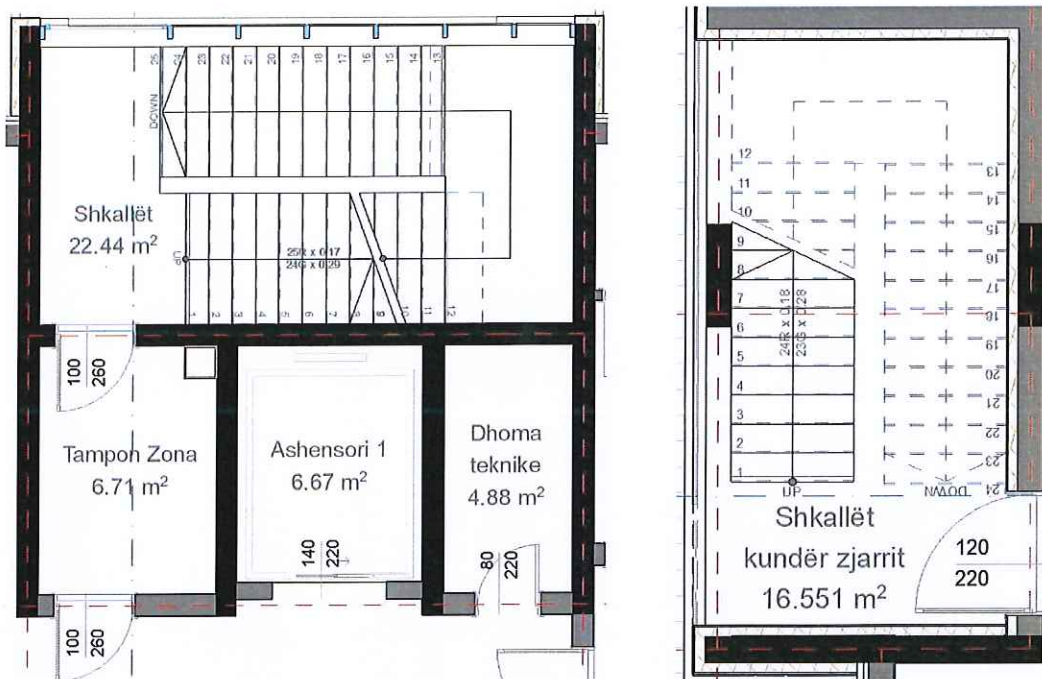 25
24
23
22
21
20
19
18
17
16
15
14
13
DOWN
Shkallët
22.44 m²
UP
25R x 0.17
24G x 0.29
1
2
3
4
5
6
7
8
9
10
11
12
100
260
Tampon Zona
6.71 m²
Ashensori 1
6.67 m²
Dhoma
teknike
4.88 m²
140
220
80
220
100
260
12
11
10
9
8
7
6
5
4
3
2
1
24R x 0.18
23G x 0.28
13
14
15
16
17
18
19
20
21
22
23
24
UP
DOWN
Shkallët
kundër zjarrit
16.551 m²
120
220